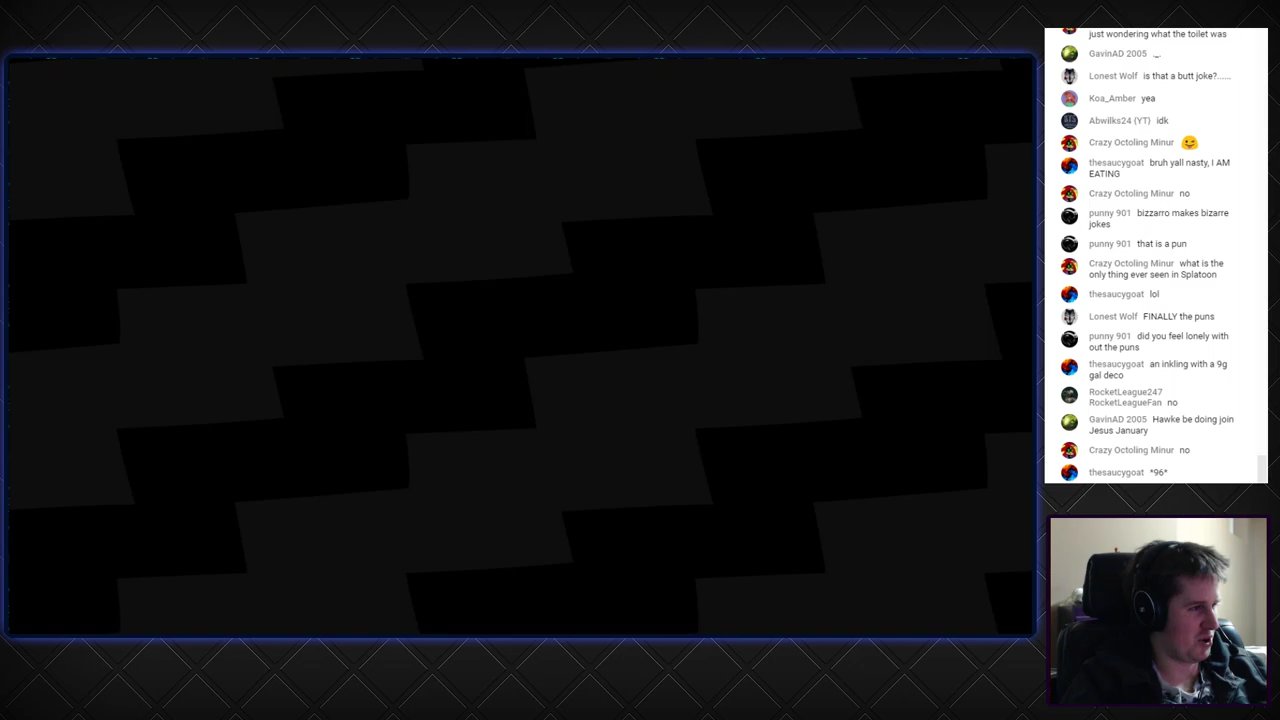 just wondering what the toilet was
GavinAD 2005
Lonest Wolf is that a butt joke?......
Koa_Amber yea
Abwilks24 (YT) idk
Crazy Octoling Minur
thesaucygoat bruh yall nasty, I AM
EATING
Crazy Octoling Minur no
punny 901 bizzarro makes bizarre
jokes
punny 901 that is a pun
Crazy Octoling Minur what is the
only thing ever seen in Splatoon
thesaucygoat lol
Lonest Wolf FINALLY the puns
punny 901 did you feel lonely with
out the puns
thesaucygoat an inkling with a 9g
gal deco
RocketLeague247
RocketLeagueFan no
GavinAD 2005 Hawke be doing join
Jesus January
Crazy Octoling Minur no
thesaucygoat *96*